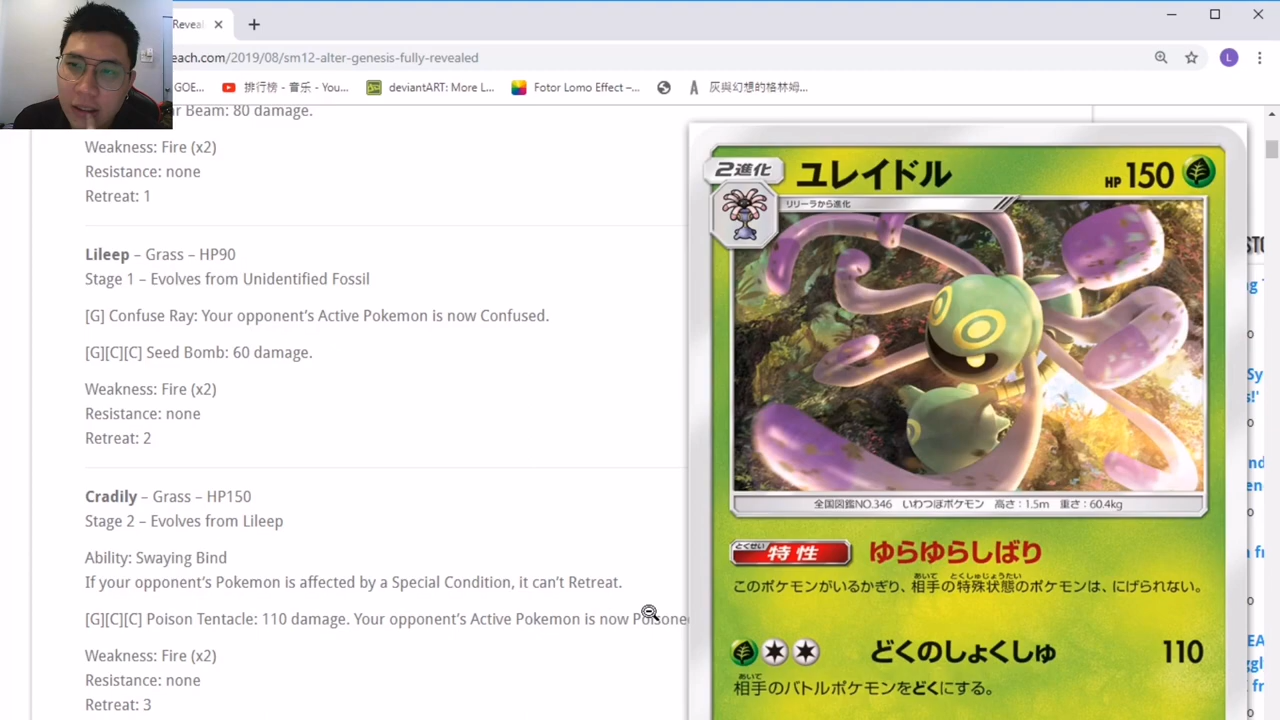 Revea
each.com/2019/08/sm12-alter-genesis-fully-revealed
L
GOE...
排行榜 - 音乐 - You...
deviantART: More L...
Fotor Lomo Effect –...
灰与幻想的格林姆...
ar Beam: 80 damage.
Weakness: Fire (x2)
Resistance: none
Retreat: 1
Lileep – Grass – HP90
Stage 1 – Evolves from Unidentified Fossil
[G] Confuse Ray: Your opponent's Active Pokemon is now Confused.
[G][C][C] Seed Bomb: 60 damage.
Weakness: Fire (x2)
Resistance: none
Retreat: 2
Cradily – Grass – HP150
Stage 2 – Evolves from Lileep
Ability: Swaying Bind
If your opponent's Pokemon is affected by a Special Condition, it can't Retreat.
[G][C][C] Poison Tentacle: 110 damage. Your opponent's Active Pokemon is now Poisone
Weakness: Fire (x2)
Resistance: none
Retreat: 3
2進化
ユレイドル
HP 150
リリーラから進化
全国図鑑NO.346 いわつぼポケモン 高さ:1.5m 重さ:60.4kg
とくせい
特性
ゆらゆらしばり
このポケモンがいるかぎり、相手の特殊状態のポケモンは、にげられない。
どくのしょくしゅ
110
相手のバトルポケモンをどくにする。